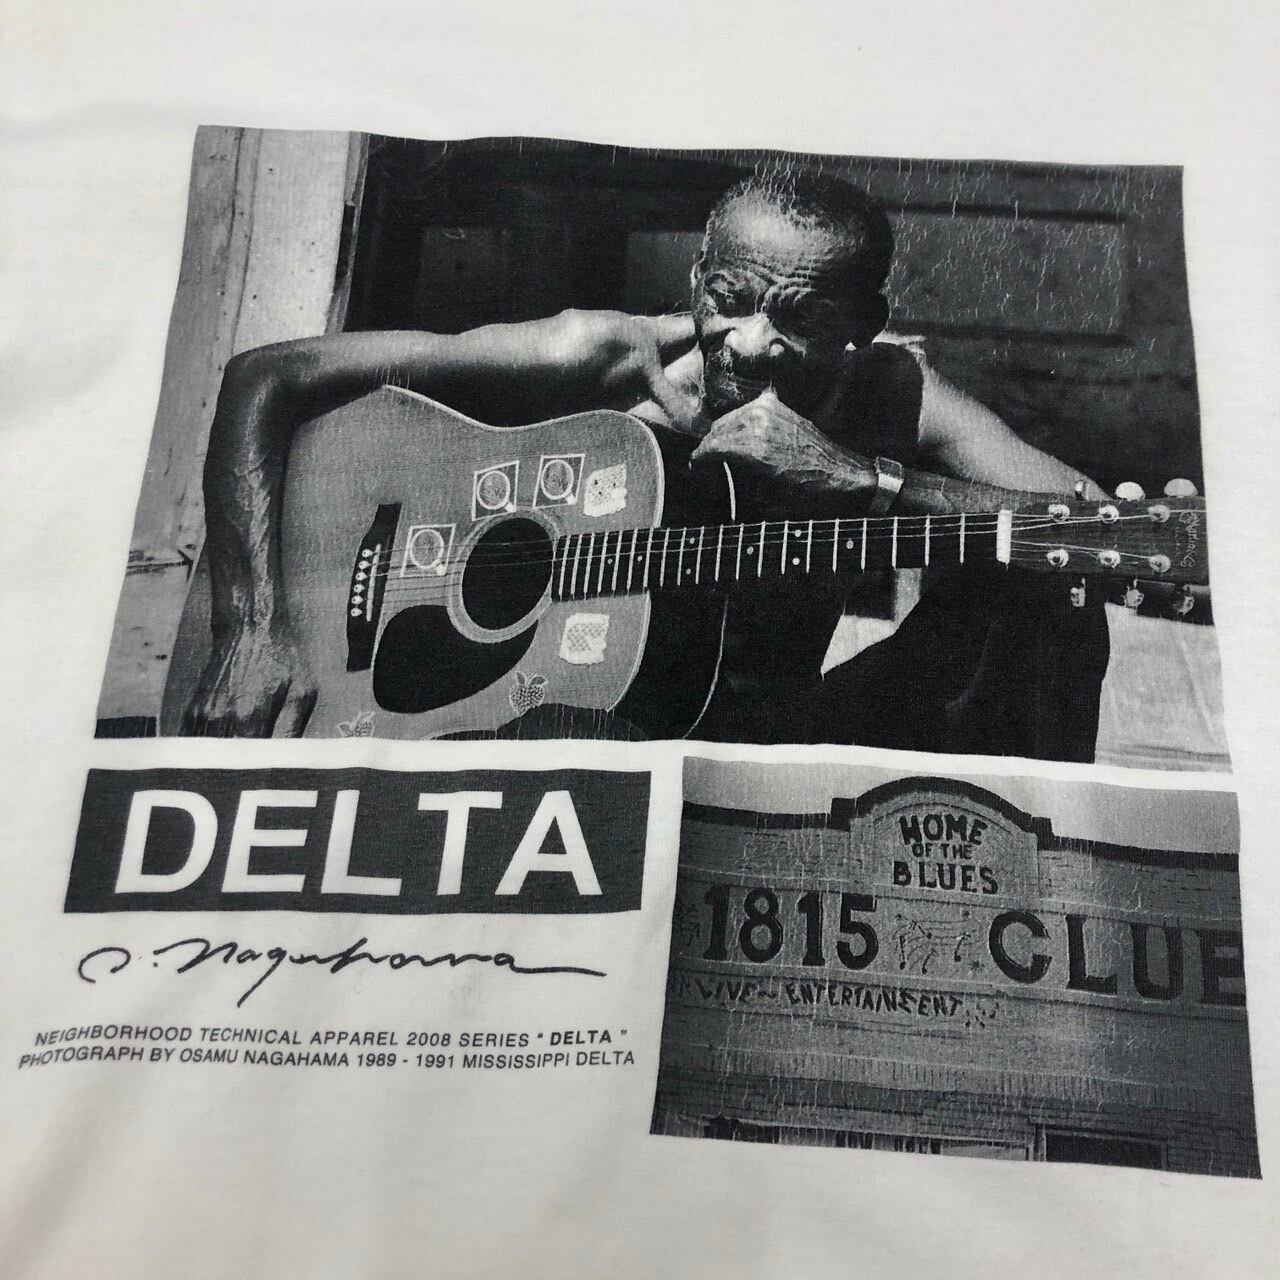 DELTA
O. Nagahama
NEIGHBORHOOD TECHNICAL APPAREL 2008 SERIES “ DELTA ”
PHOTOGRAPH BY OSAMU NAGAHAMA 1989 - 1991 MISSISSIPPI DELTA
HOME
OF THE
BLUES
1815 CLUB
LIVE ~ ENTERTAINEENT